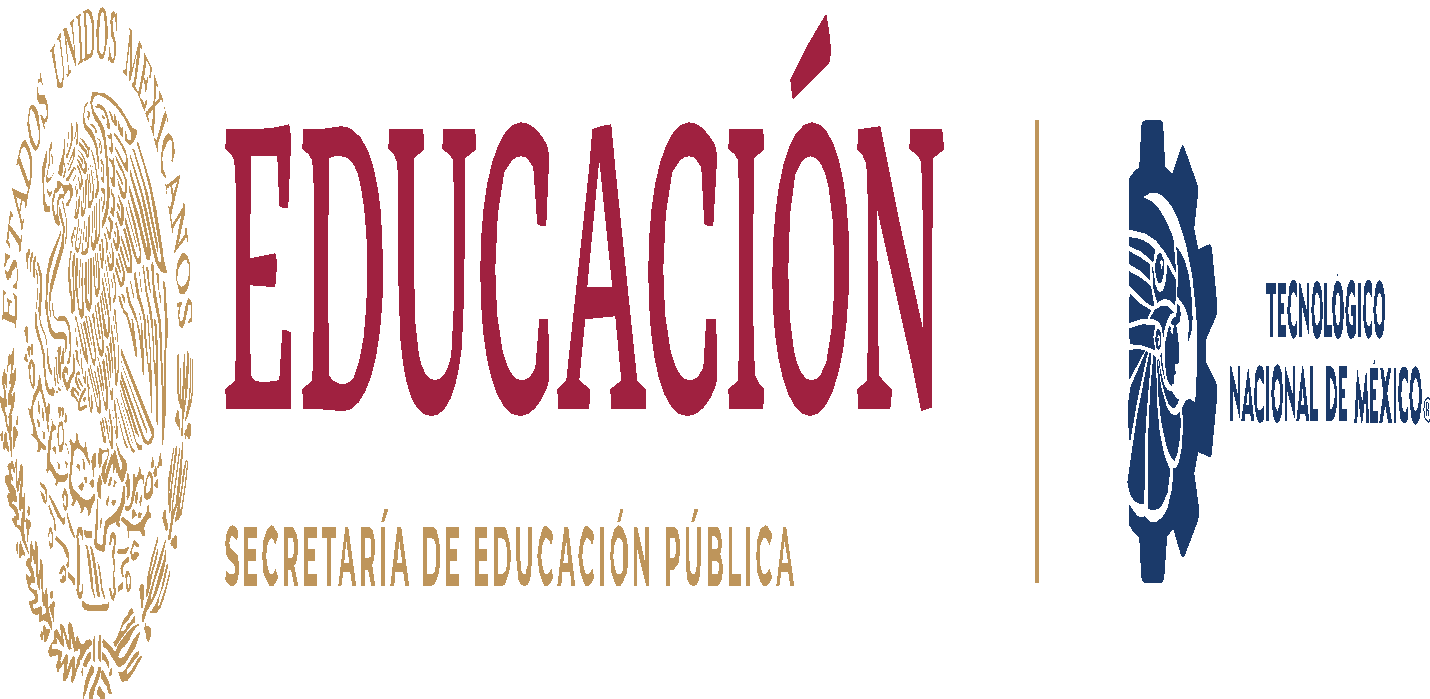 ESTADOS UNIDOS MEXICANOS
EDUCACIÓN
SECRETARÍA DE EDUCACIÓN PÚBLICA
TECNOLÓGICO
NACIONAL DE MÉXICO®